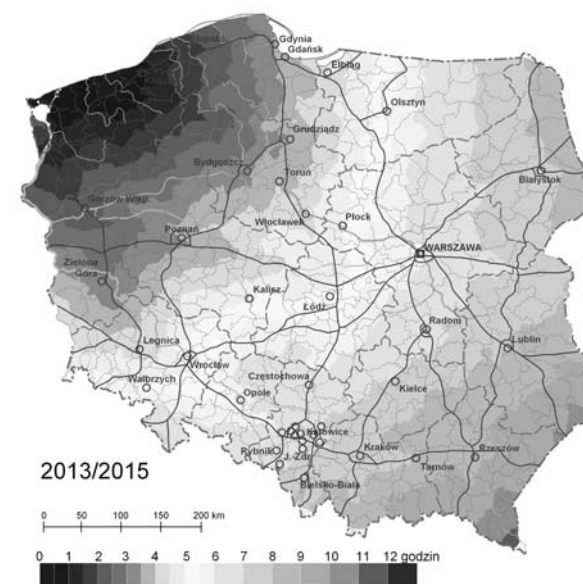 Gdynia
Gdańsk
Elbląg
Olsztyn
Grudziądz
Bydgoszcz
Toruń
Białystok
Gorzów Wlkp.
Włocławek
Płock
Poznań
WARSZAWA
Zielona
Góra
Kalisz
Łódź
Radom
Legnica
Lublin
Wrocław
Wałbrzych
Częstochowa
Kielce
Opole
Katowice
Rybnik
J.-Zdr.
Kraków
Tarnów
Rzeszów
Bielsko-Biała
2013/2015
0 50 100 200 km
0 1 2 3 4 5 6 7 8 9 10 11 12 godzin